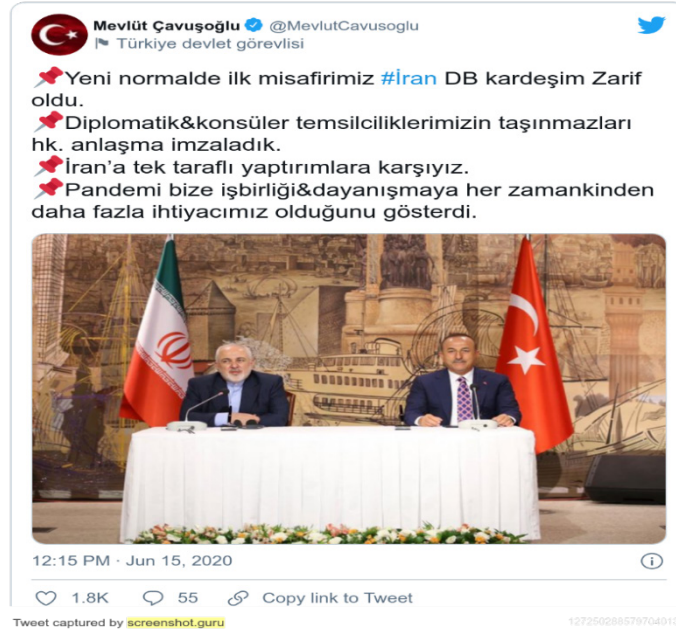 Mevlüt Çavuşoğlu @MevlutCavusoglu
Türkiye devlet görevlisi
Yeni normalde ilk misafirimiz #İran DB kardeşim Zarif
oldu.
Diplomatik&konsüler temsilciliklerimizin taşınmazları
hk. anlaşma imzaladık.
İran’a tek taraflı yaptırımlara karşıyız.
Pandemi bize işbirliği&dayanışmaya her zamankinden
daha fazla ihtiyacımız olduğunu gösterdi.
12:15 PM · Jun 15, 2020
1.8K 55 Copy link to Tweet
Tweet captured by screenshot.guru